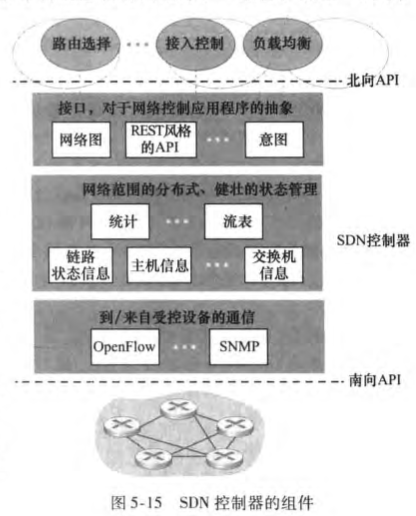 路由选择 ... 接入控制 负载均衡
北向API
接口，对于网络控制应用程序的抽象
网络图 REST风格的API ... 意图
网络范围的分布式、健壮的状态管理
统计 ... 流表
SDN控制器
链路状态信息 主机信息 ... 交换机信息
到/来自受控设备的通信
OpenFlow ... SNMP
南向API
图 5-15 SDN 控制器的组件